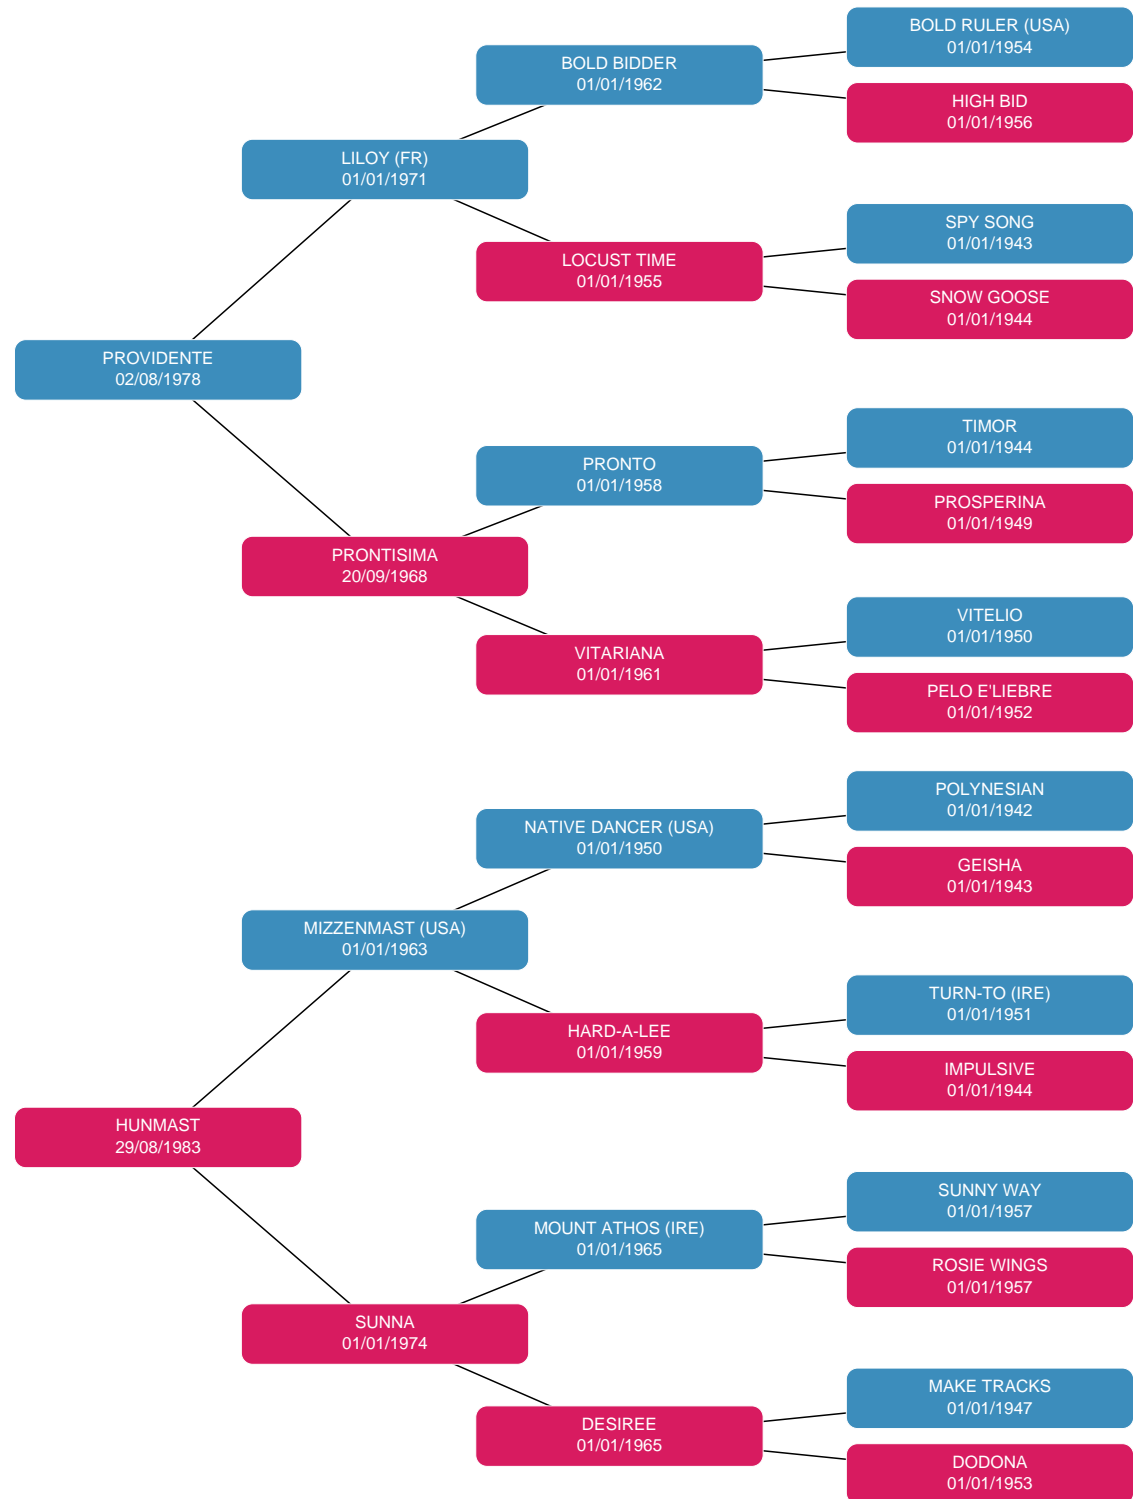 BOLD RULER (USA)
01/01/1954
BOLD BIDDER
01/01/1962
HIGH BID
01/01/1956
LILOY (FR)
01/01/1971
SPY SONG
01/01/1943
LOCUST TIME
01/01/1955
SNOW GOOSE
01/01/1944
PROVIDENTE
02/08/1978
TIMOR
01/01/1944
PRONTO
01/01/1958
PROSPERINA
01/01/1949
PRONTISIMA
20/09/1968
VITELIO
01/01/1950
VITARIANA
01/01/1961
PELO E'LIEBRE
01/01/1952
POLYNESIAN
01/01/1942
NATIVE DANCER (USA)
01/01/1950
GEISHA
01/01/1943
MIZZENMAST (USA)
01/01/1963
TURN-TO (IRE)
01/01/1951
HARD-A-LEE
01/01/1959
IMPULSIVE
01/01/1944
HUNMAST
29/08/1983
SUNNY WAY
01/01/1957
MOUNT ATHOS (IRE)
01/01/1965
ROSIE WINGS
01/01/1957
SUNNA
01/01/1974
MAKE TRACKS
01/01/1947
DESIREE
01/01/1965
DODONA
01/01/1953